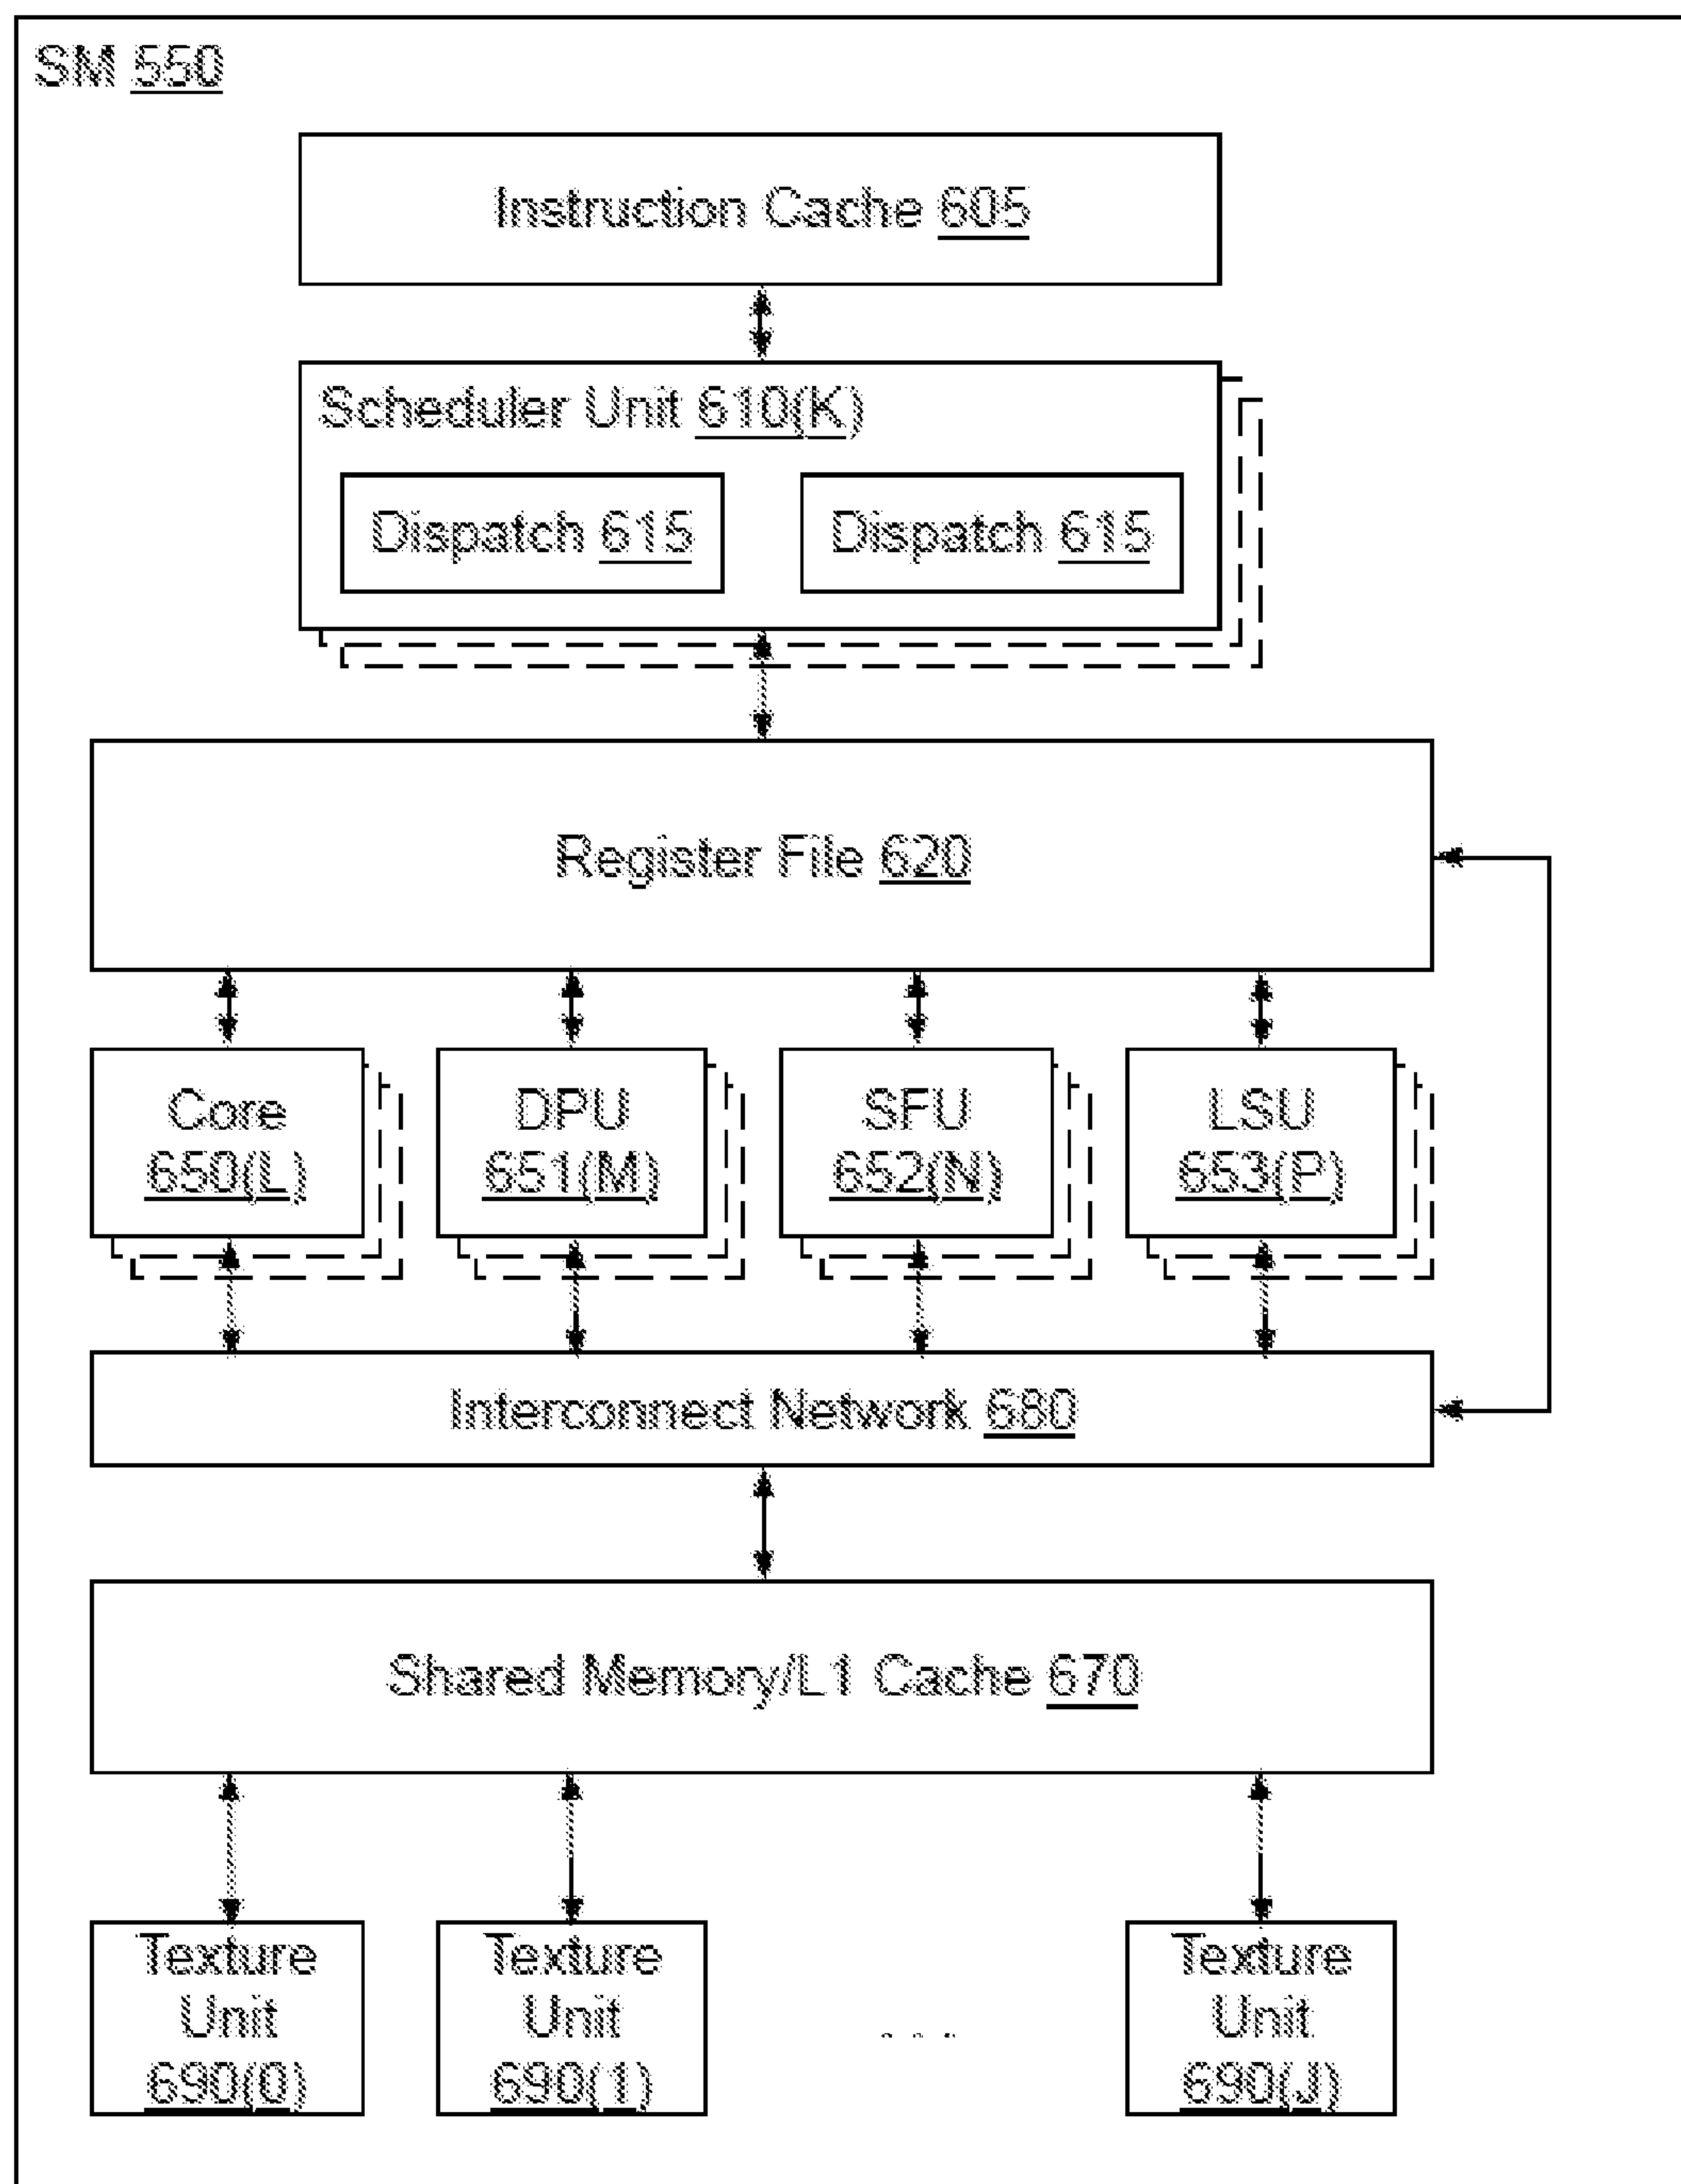 SM 550
Instruction Cache 605
Scheduler Unit 610(K)
Dispatch 615 Dispatch 615
Register File 620
Core DPU SFU LSU
650(L) 651(M) 652(N) 653(P)
Interconnect Network 680
Shared Memory/L1 Cache 670
Texture Texture Texture
Unit Unit ... Unit
690(0) 690(1) 690(J)